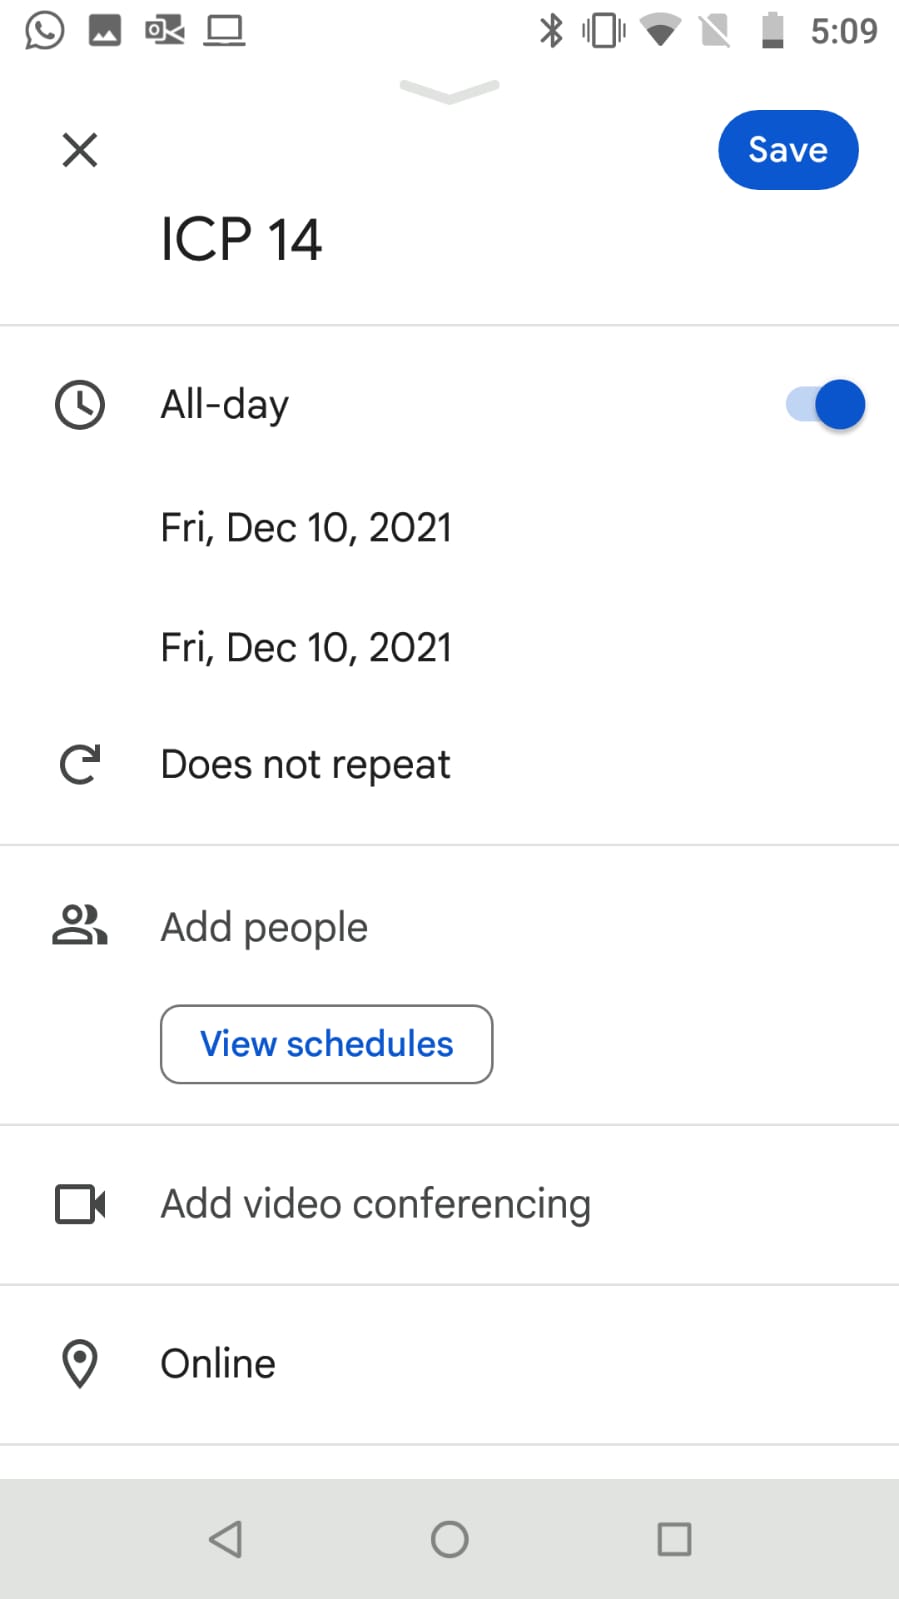 5:09
Save
ICP 14
All-day
Fri, Dec 10, 2021
Fri, Dec 10, 2021
Does not repeat
Add people
View schedules
Add video conferencing
Online